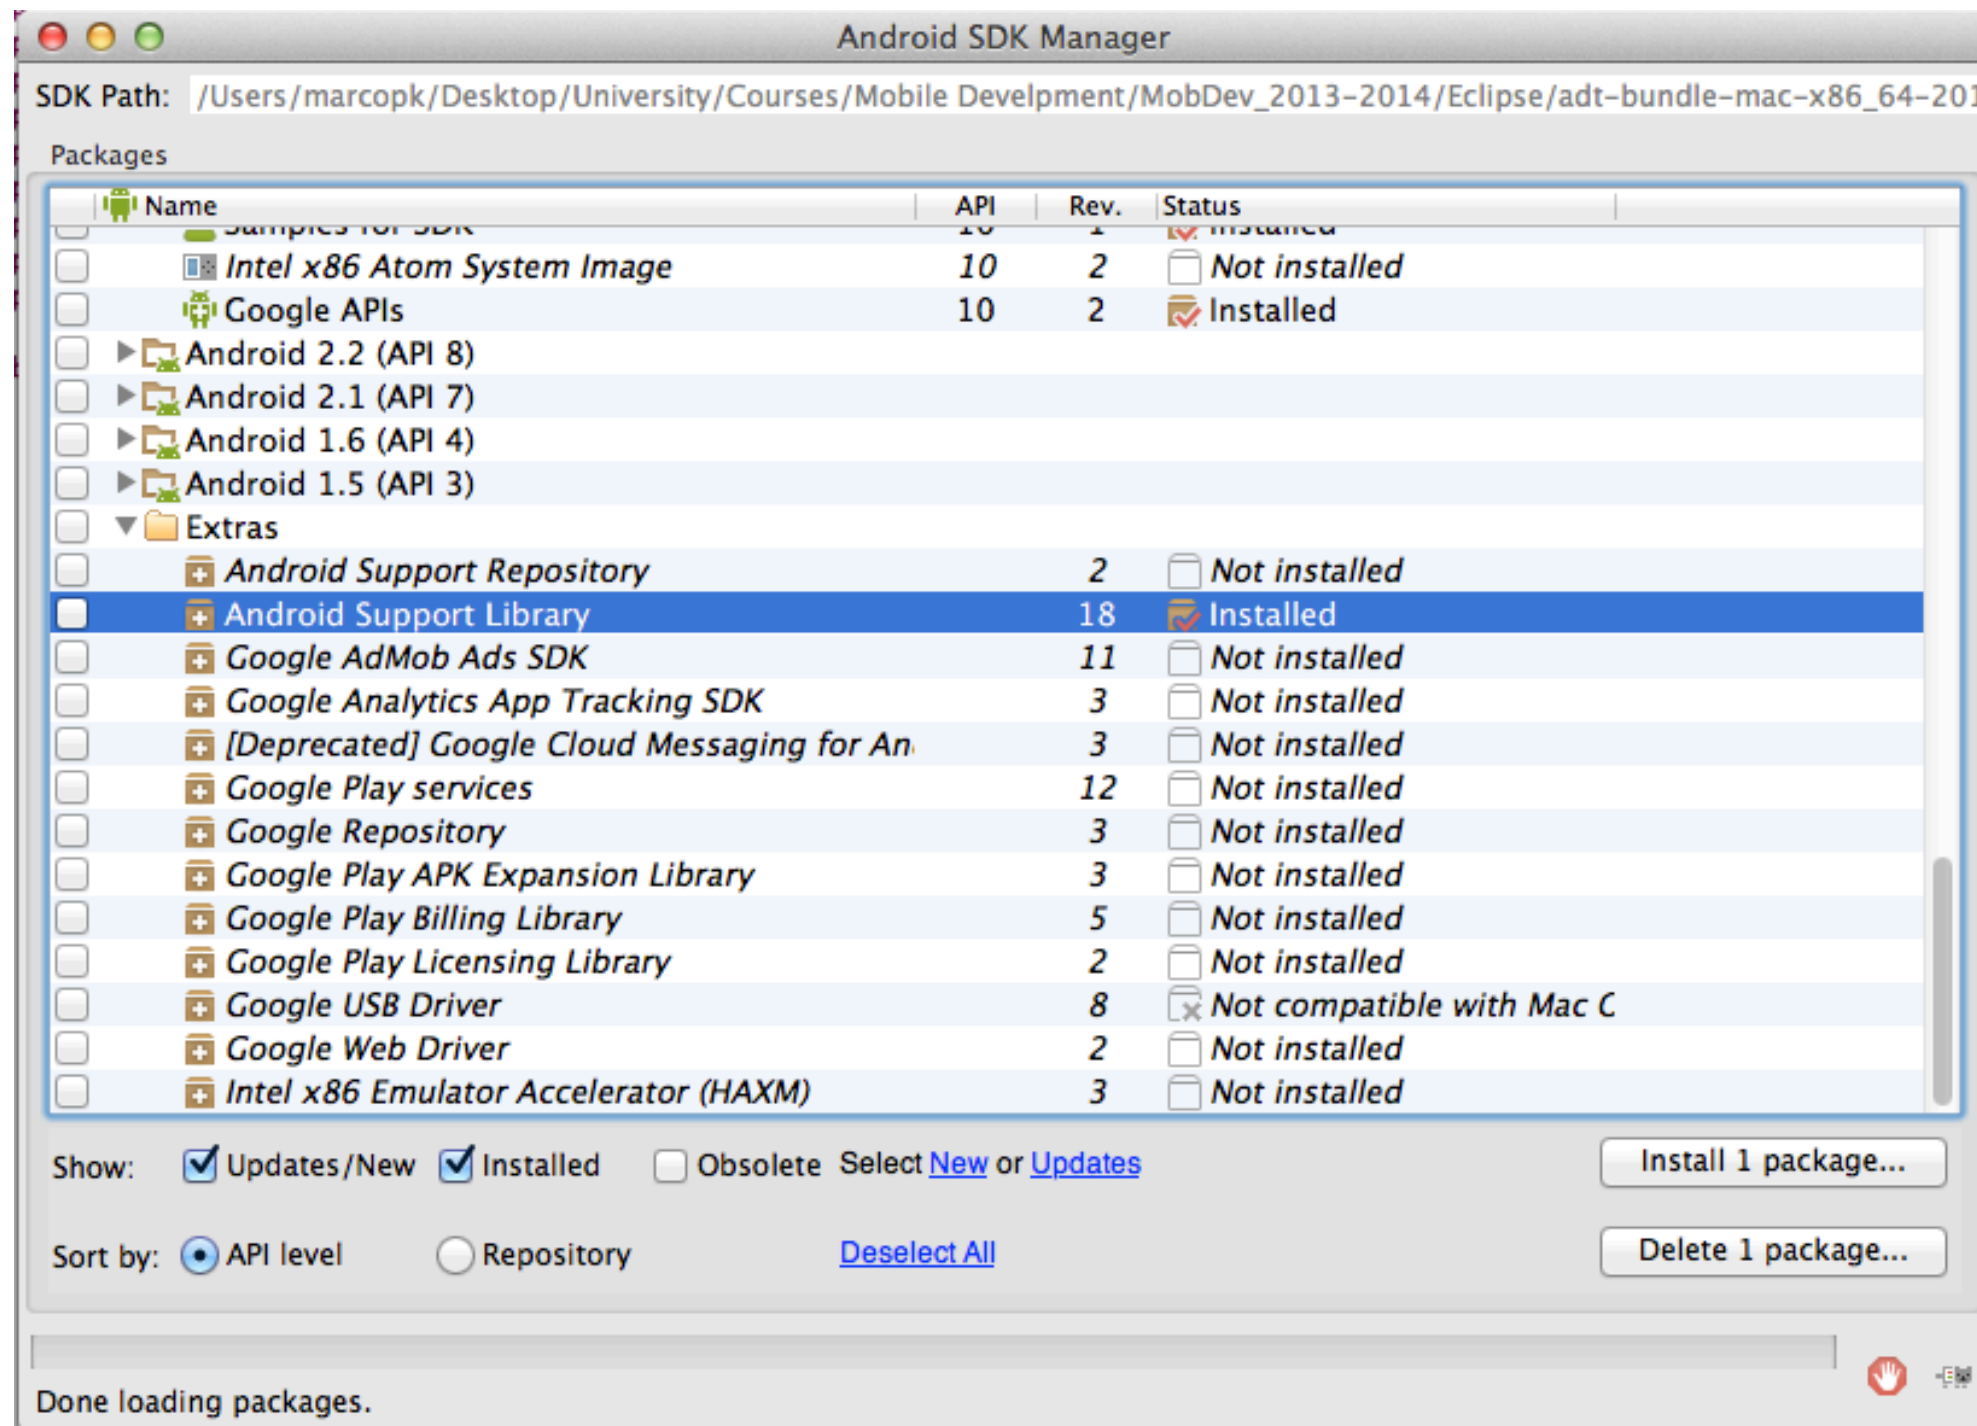 Android SDK Manager
SDK Path: /Users/marcopk/Desktop/University/Courses/Mobile Develpment/MobDev_2013-2014/Eclipse/adt-bundle-mac-x86_64-201
Packages
Name API Rev. Status
Samples for SDK 10 1 Installed
Intel x86 Atom System Image 10 2 Not installed
Google APIs 10 2 Installed
Android 2.2 (API 8)
Android 2.1 (API 7)
Android 1.6 (API 4)
Android 1.5 (API 3)
Extras
Android Support Repository 2 Not installed
Android Support Library 18 Installed
Google AdMob Ads SDK 11 Not installed
Google Analytics App Tracking SDK 3 Not installed
[Deprecated] Google Cloud Messaging for An 3 Not installed
Google Play services 12 Not installed
Google Repository 3 Not installed
Google Play APK Expansion Library 3 Not installed
Google Play Billing Library 5 Not installed
Google Play Licensing Library 2 Not installed
Google USB Driver 8 Not compatible with Mac O
Google Web Driver 2 Not installed
Intel x86 Emulator Accelerator (HAXM) 3 Not installed
Show: Updates/New Installed Obsolete Select New or Updates Install 1 package...
Sort by: API level Repository Deselect All Delete 1 package...
Done loading packages.